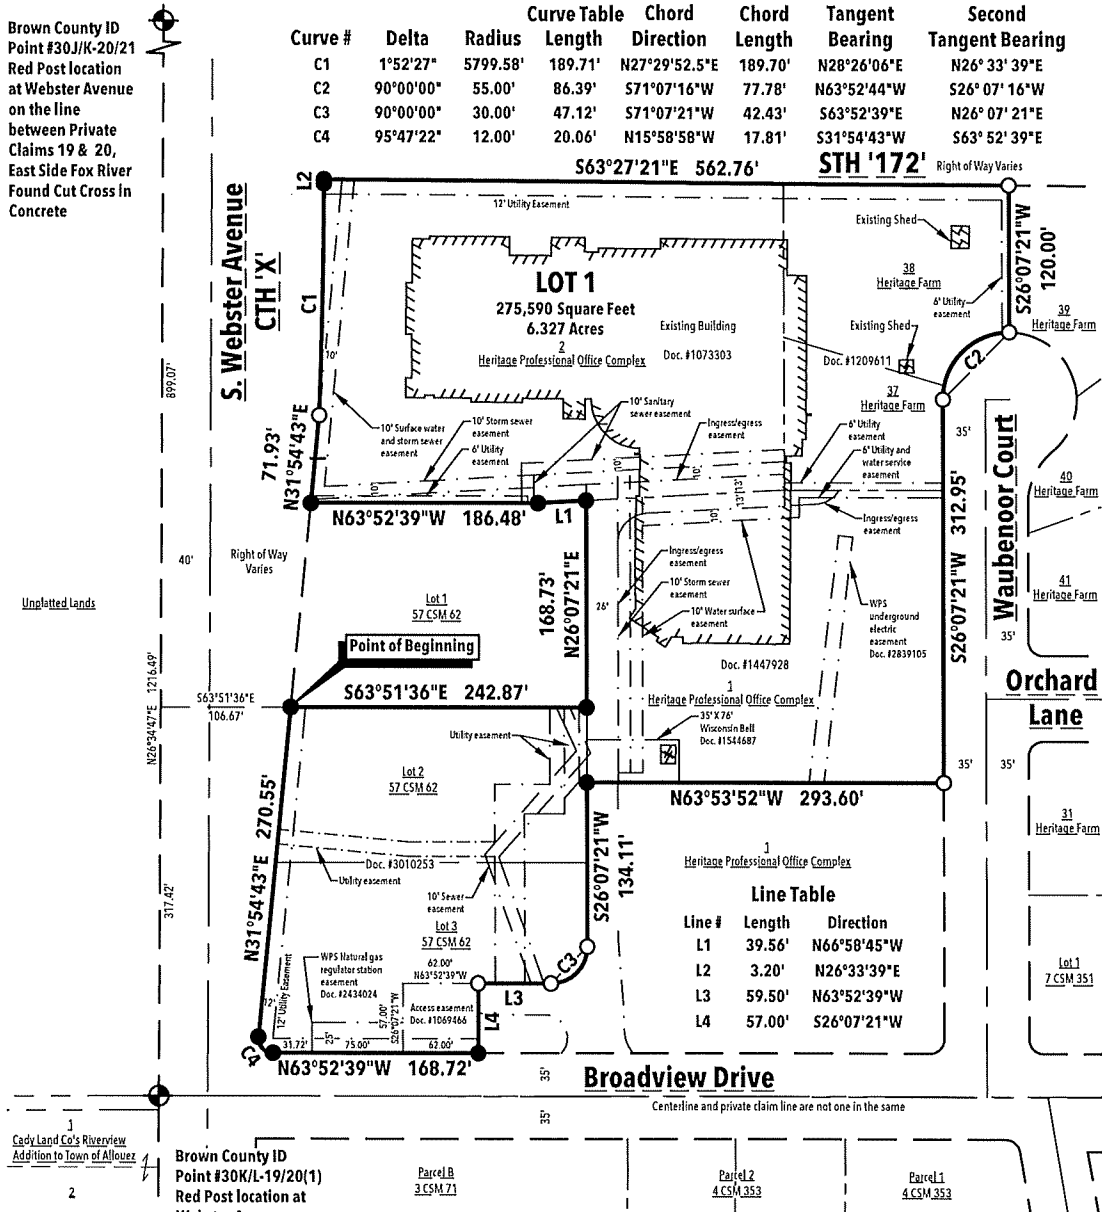 Brown County ID
Point #30J/K-20/21
Red Post location
at Webster Avenue
on the line
between Private
Claims 19 & 20,
East Side Fox River
Found Cut Cross in
Concrete
Curve Table
Curve # Delta Radius Length Chord Direction Chord Length Tangent Bearing Second Tangent Bearing
C1 1°52'27" 5799.58' 189.71' N27°29'52.5"E 189.70' N28°26'06"E N26° 33' 39"E
C2 90°00'00" 55.00' 86.39' S71°07'16"W 77.78' N63°52'44"W S26° 07' 16"W
C3 90°00'00" 30.00' 47.12' S71°07'21"W 42.43' S63°52'39"E N26° 07' 21"E
C4 95°47'22" 12.00' 20.06' N15°58'58"W 17.81' S31°54'43"W S63° 52' 39"E
S63°27'21"E 562.76'
STH '172'
Right of Way Varies
L2
12' Utility Easement
S. Webster Avenue
CTH 'X'
C1
10'
LOT 1
275,590 Square Feet
6.327 Acres
2
Heritage Professional Office Complex
Existing Building
Doc. #1073303
Existing Shed
38
Heritage Farm
6' Utility
easement
S26°07'21"W
120.00'
39
Heritage Farm
Existing Shed
Doc. #1209611
C2
37
Heritage Farm
899.07'
71.93'
N31°54'43"E
10' Surface water
and storm sewer
easement
10' Storm sewer
easement
6' Utility
easement
10' Sanitary
sewer easement
Ingress/egress
easement
6' Utility
easement
6' Utility and
water service
easement
35'
10'
10'
10'
13'
13'
10'
10'
Ingress/egress
easement
N63°52'39"W 186.48'
L1
S26°07'21"W 312.95'
Waubenoor Court
40
Heritage Farm
41
Heritage Farm
35'
40'
Right of Way
Varies
Unplatted Lands
Lot 1
57 CSM 62
168.73'
N26°07'21"E
26'
Ingress/egress
easement
10' Storm sewer
easement
10' Water surface
easement
WPS
underground
electric
easement
Doc. #2839105
Doc. #1447928
Point of Beginning
S63°51'36"E 242.87'
S63°51'36"E
106.67'
N26°34'47"E 1216.49'
1
Heritage Professional Office Complex
35' X 76'
Wisconsin Bell
Doc. #1544687
Utility easement
Orchard
Lane
35'
35'
Lot 2
57 CSM 62
N63°53'52"W 293.60'
N31°54'43"E 270.55'
Doc. #3010253
Utility easement
10' Sewer
easement
S26°07'21"W
134.11'
1
Heritage Professional Office Complex
31
Heritage Farm
317.42'
Line Table
Line # Length Direction
L1 39.56' N66°58'45"W
L2 3.20' N26°33'39"E
L3 59.50' N63°52'39"W
L4 57.00' S26°07'21"W
Lot 3
57 CSM 62
62.00'
N63°52'39"W
WPS Natural gas
regulator station
easement
Doc. #2434024
12' Utility Easement
12'
57.00'
S26°07'21"W
Access easement
Doc. #1069466
C3
L3
L4
Lot 1
7 CSM 351
C4
31.72'
25'
75.00'
62.00'
N63°52'39"W 168.72'
35'
35'
Broadview Drive
Centerline and private claim line are not one in the same
1
Cady Land Co's Riverview
Addition to Town of Allouez
2
Brown County ID
Point #30K/L-19/20(1)
Red Post location at
Parcel B
3 CSM 71
Parcel 2
4 CSM 353
Parcel 1
4 CSM 353